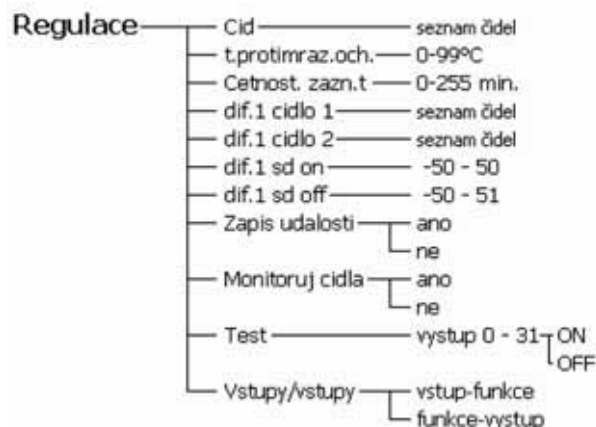 Regulace Cid seznam čidel
t.protimraz.och. 0-99°C
Cetnost. zazn.t 0-255 min.
dif.1 cidlo 1 seznam čidel
dif.1 cidlo 2 seznam čidel
dif.1 sd on -50 - 50
dif.1 sd off -50 - 51
Zapis udalosti ano
ne
Monitoruj cidla ano
ne
Test vystup 0 - 31 ON
OFF
Vstupy/vstupy vstup-funkce
funkce-vystup